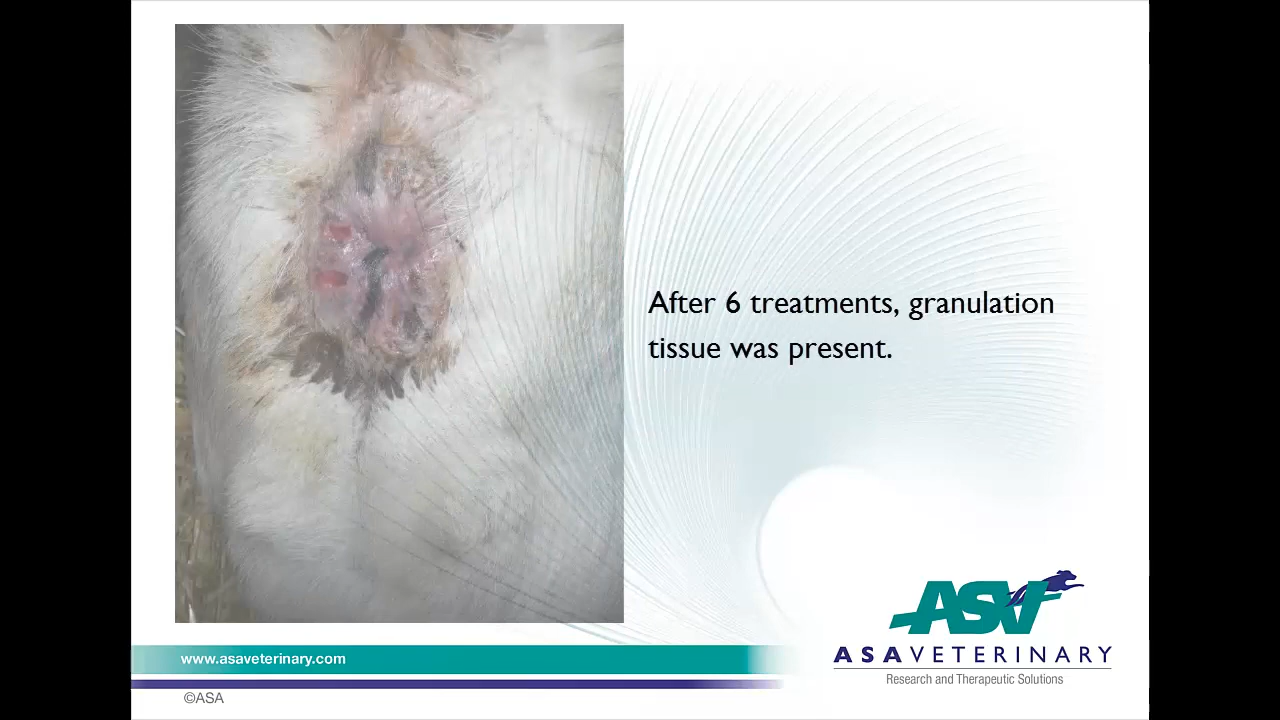 After 6 treatments, granulation
tissue was present.
ASA
ASAVETERINARY
Research and Therapeutic Solutions
www.asaveterinary.com
©ASA